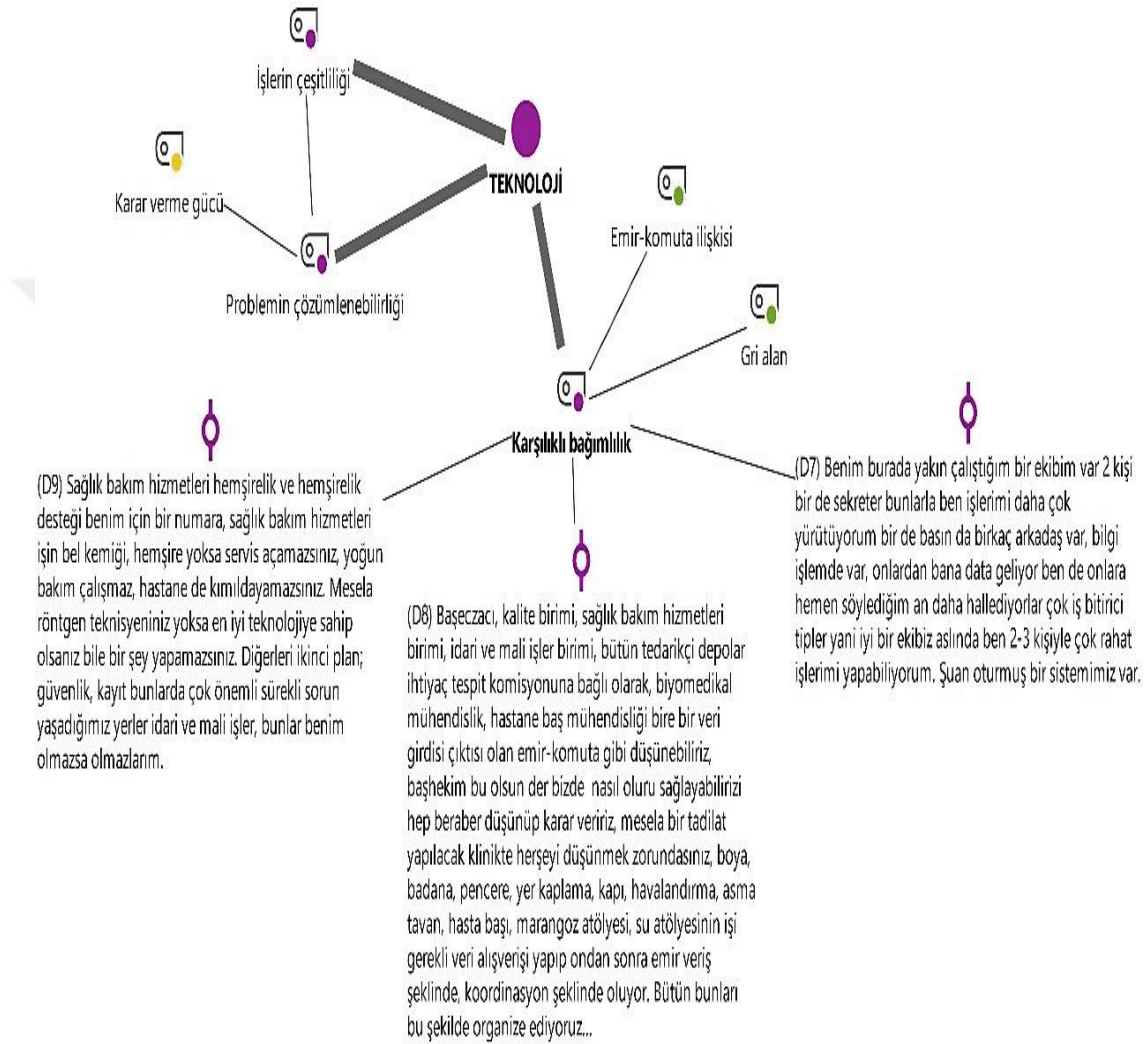 İşlerin çeşitliliği
TEKNOLOJİ
Karar verme gücü
Emir-komuta ilişkisi
Problemin çözümlenebilirliği
Gri alan
Karşılıklı bağımlılık
(D9) Sağlık bakım hizmetleri hemşirelik ve hemşirelik
desteği benim için bir numara, sağlık bakım hizmetleri
işin bel kemiği, hemşire yoksa servis açamazsınız, yoğun
bakım çalışmaz, hastane de kımıldayamazsınız. Mesela
röntgen teknisyeniniz yoksa en iyi teknolojiye sahip
olsanız bile bir şey yapamazsınız. Diğerleri ikinci plan;
güvenlik, kayıt bunlarda çok önemli sürekli sorun
yaşadığımız yerler idari ve mali işler, bunlar benim
olmazsa olmazlarım.
(D8) Başeczacı, kalite birimi, sağlık bakım hizmetleri
birimi, idari ve mali işler birimi, bütün tedarikçi depolar
ihtiyaç tespit komisyonuna bağlı olarak, biyomedikal
mühendislik, hastane baş mühendisliği bire bir veri
girdisi çıktısı olan emir-komuta gibi düşünebiliriz,
başhekim bu olsun der bizde nasıl oluru sağlayabilirizi
hep beraber düşünüp karar veririz, mesela bir tadilat
yapılacak klinikte herşeyi düşünmek zorundasınız, boya,
badana, pencere, yer kaplama, kapı, havalandırma, asma
tavan, hasta başı, marangoz atölyesi, su atölyesinin işi
gerekli veri alışverişi yapıp ondan sonra emir veriş
şeklinde, koordinasyon şeklinde oluyor. Bütün bunları
bu şekilde organize ediyoruz...
(D7) Benim burada yakın çalıştığım bir ekibim var 2 kişi
bir de sekreter bunlarla ben işlerimi daha çok
yürütüyorum bir de basın da birkaç arkadaş var, bilgi
işlemde var, onlardan bana data geliyor ben de onlara
hemen söylediğim an daha hallediyorlar çok iş bitirici
tipler yani iyi bir ekibiz aslında ben 2-3 kişiyle çok rahat
işlerimi yapabiliyorum. Şuan oturmuş bir sistemimiz var.